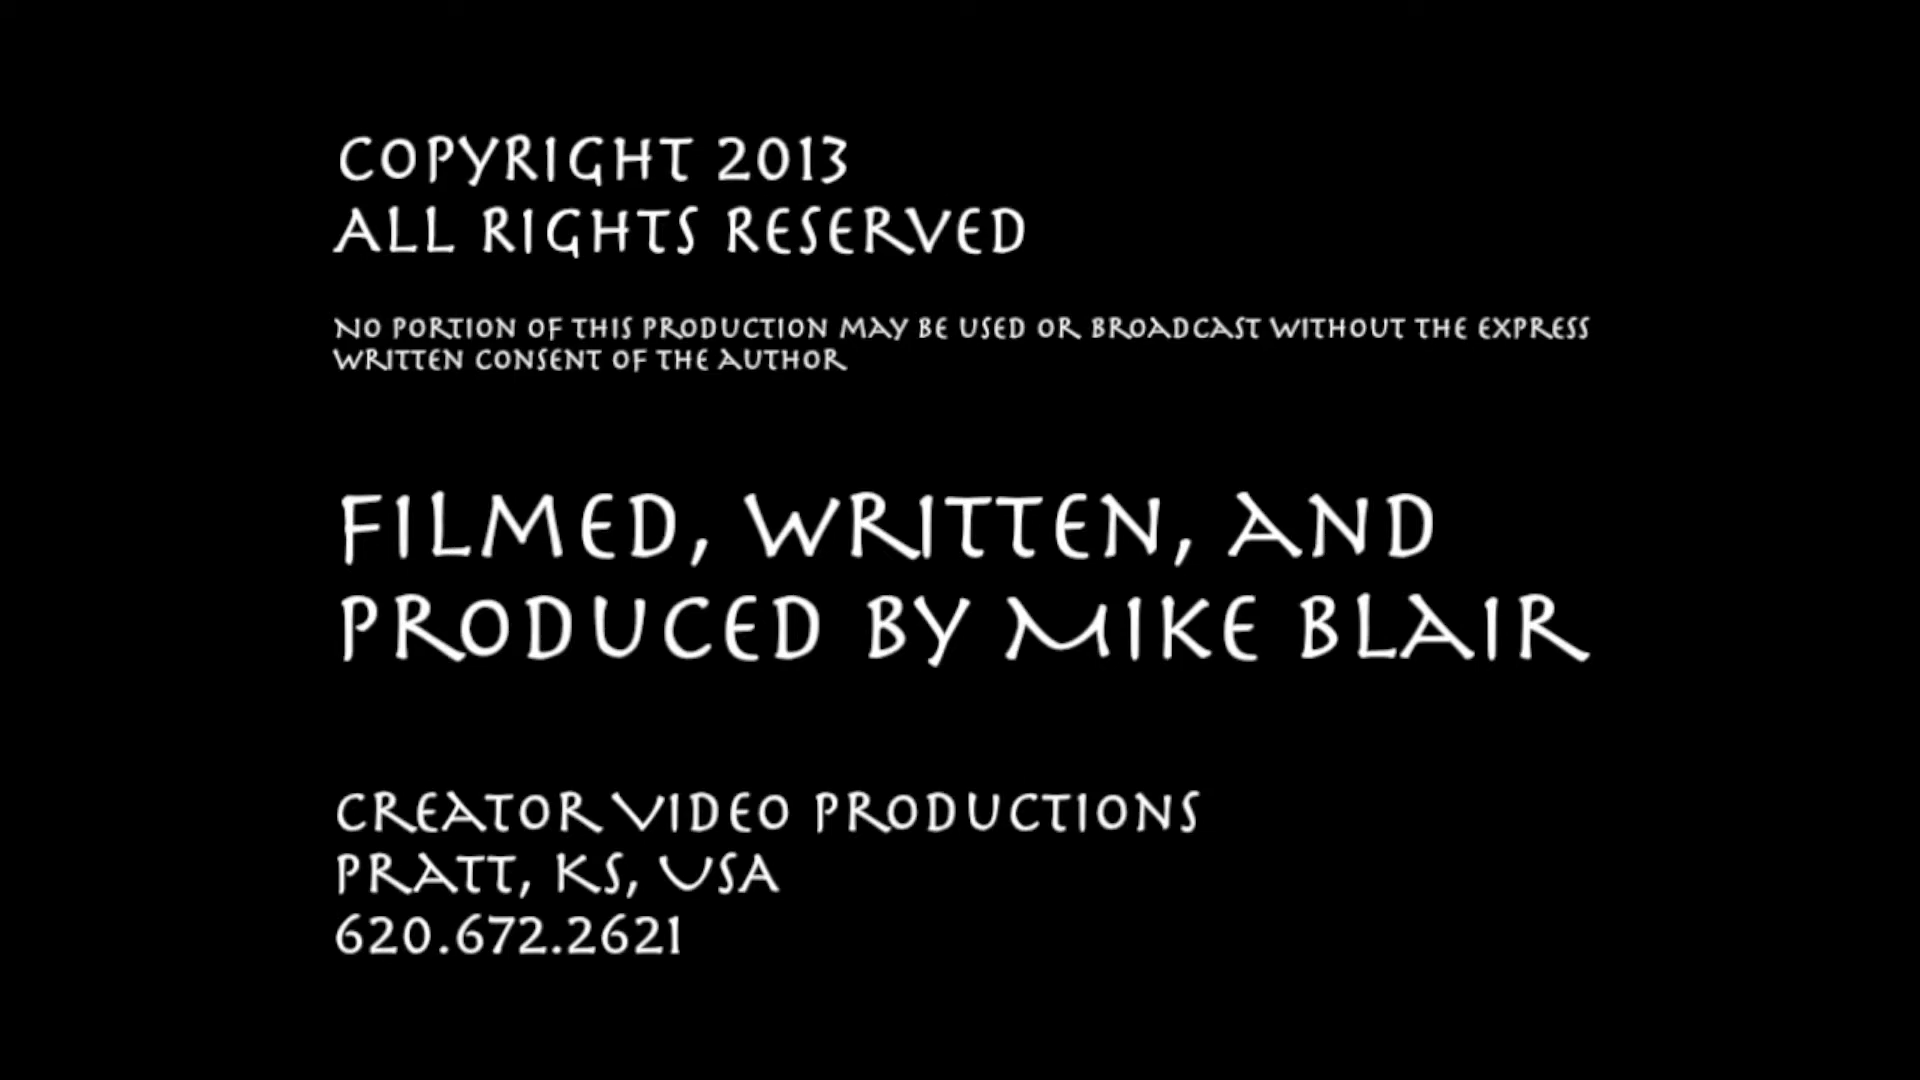 COPYRIGHT 2013
ALL RIGHTS RESERVED
NO PORTION OF THIS PRODUCTION MAY BE USED OR BROADCAST WITHOUT THE EXPRESS
WRITTEN CONSENT OF THE AUTHOR
FILMED, WRITTEN, AND
PRODUCED BY MIKE BLAIR
CREATOR VIDEO PRODUCTIONS
PRATT, KS, USA
620.672.2621